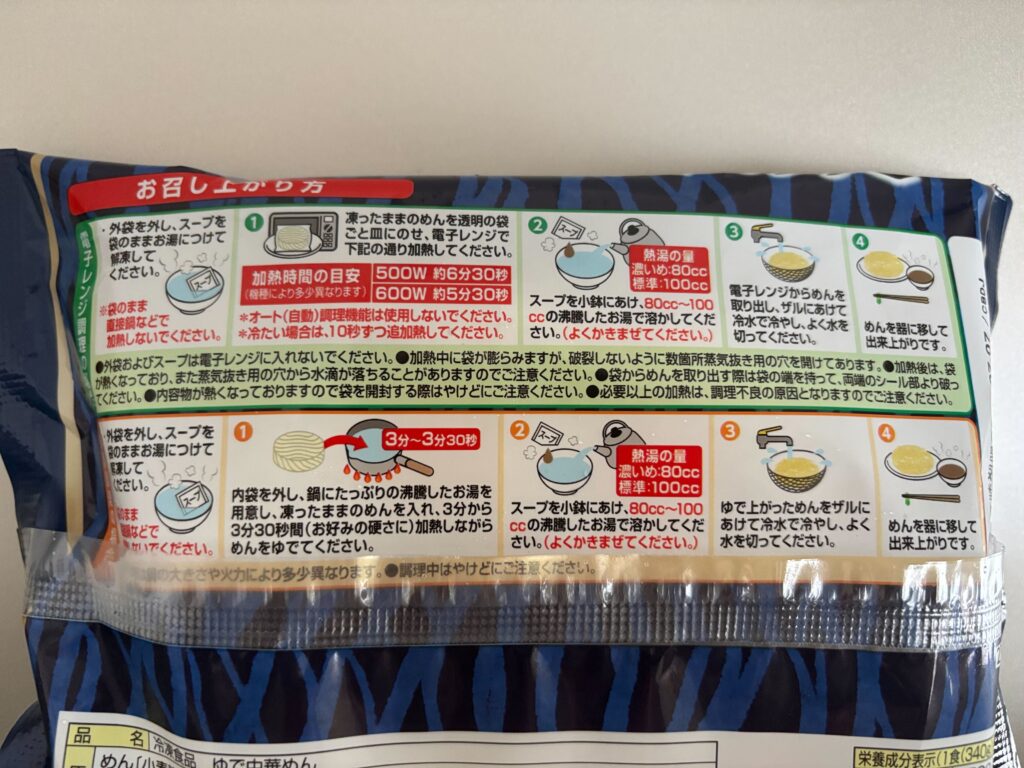 お召し上がり方
電子レンジ調理の
・外袋を外し、スープを
袋のままお湯につけて
解凍して
ください。
スープ
※袋のまま
直接鍋などで
加熱しないでください。
1
凍ったままのめんを透明の袋
ごと皿にのせ、電子レンジで
下記の通り加熱してください。
加熱時間の目安
(機種により多少異なります)
500W 約6分30秒
600W 約5分30秒
＊オート(自動)調理機能は使用しないでください。
＊冷たい場合は、10秒ずつ追加熱してください。
2
スープ
熱湯の量
濃いめ:80cc
標準:100cc
スープを小鉢にあけ、80cc〜100
ccの沸騰したお湯で溶かしてくだ
さい。(よくかきまぜてください。)
3
電子レンジからめんを
取り出し、ザルにあけて
冷水で冷やし、よく水を
切ってください。
4
めんを器に移して
出来上がりです。
●外袋およびスープは電子レンジに入れないでください。●加熱中に袋が膨らみますが、破裂しないように数箇所蒸気抜き用の穴を開けてあります。●加熱後は、袋
が熱くなっており、また蒸気抜き用の穴から水滴が落ちることがありますのでご注意ください。●袋からめんを取り出す際は袋の端を持って、両端のシール部より破っ
てください。●内容物が熱くなっておりますので袋を開封する際はやけどにご注意ください。●必要以上の加熱は、調理不良の原因となりますのでご注意ください。
外袋を外し、スープを
袋のままお湯につけて
解凍して
ください。
スープ
のまま
鍋などで
ないでください。
1
3分〜3分30秒
内袋を外し、鍋にたっぷりの沸騰したお湯を
用意し、凍ったままのめんを入れ、3分から
3分30秒間(お好みの硬さに)加熱しながら
めんをゆでてください。
2
スープ
熱湯の量
濃いめ:80cc
標準:100cc
スープを小鉢にあけ、80cc〜100
ccの沸騰したお湯で溶かしてくだ
さい。(よくかきまぜてください。)
3
ゆで上がっためんをザルに
あけて冷水で冷やし、よく
水を切ってください。
4
めんを器に移して
出来上がりです。
の大きさや火力により多少異なります。●調理中はやけどにご注意ください。
品 名 冷凍食品 ゆで中華めん
めん「小麦
栄養成分表示(1食(340g